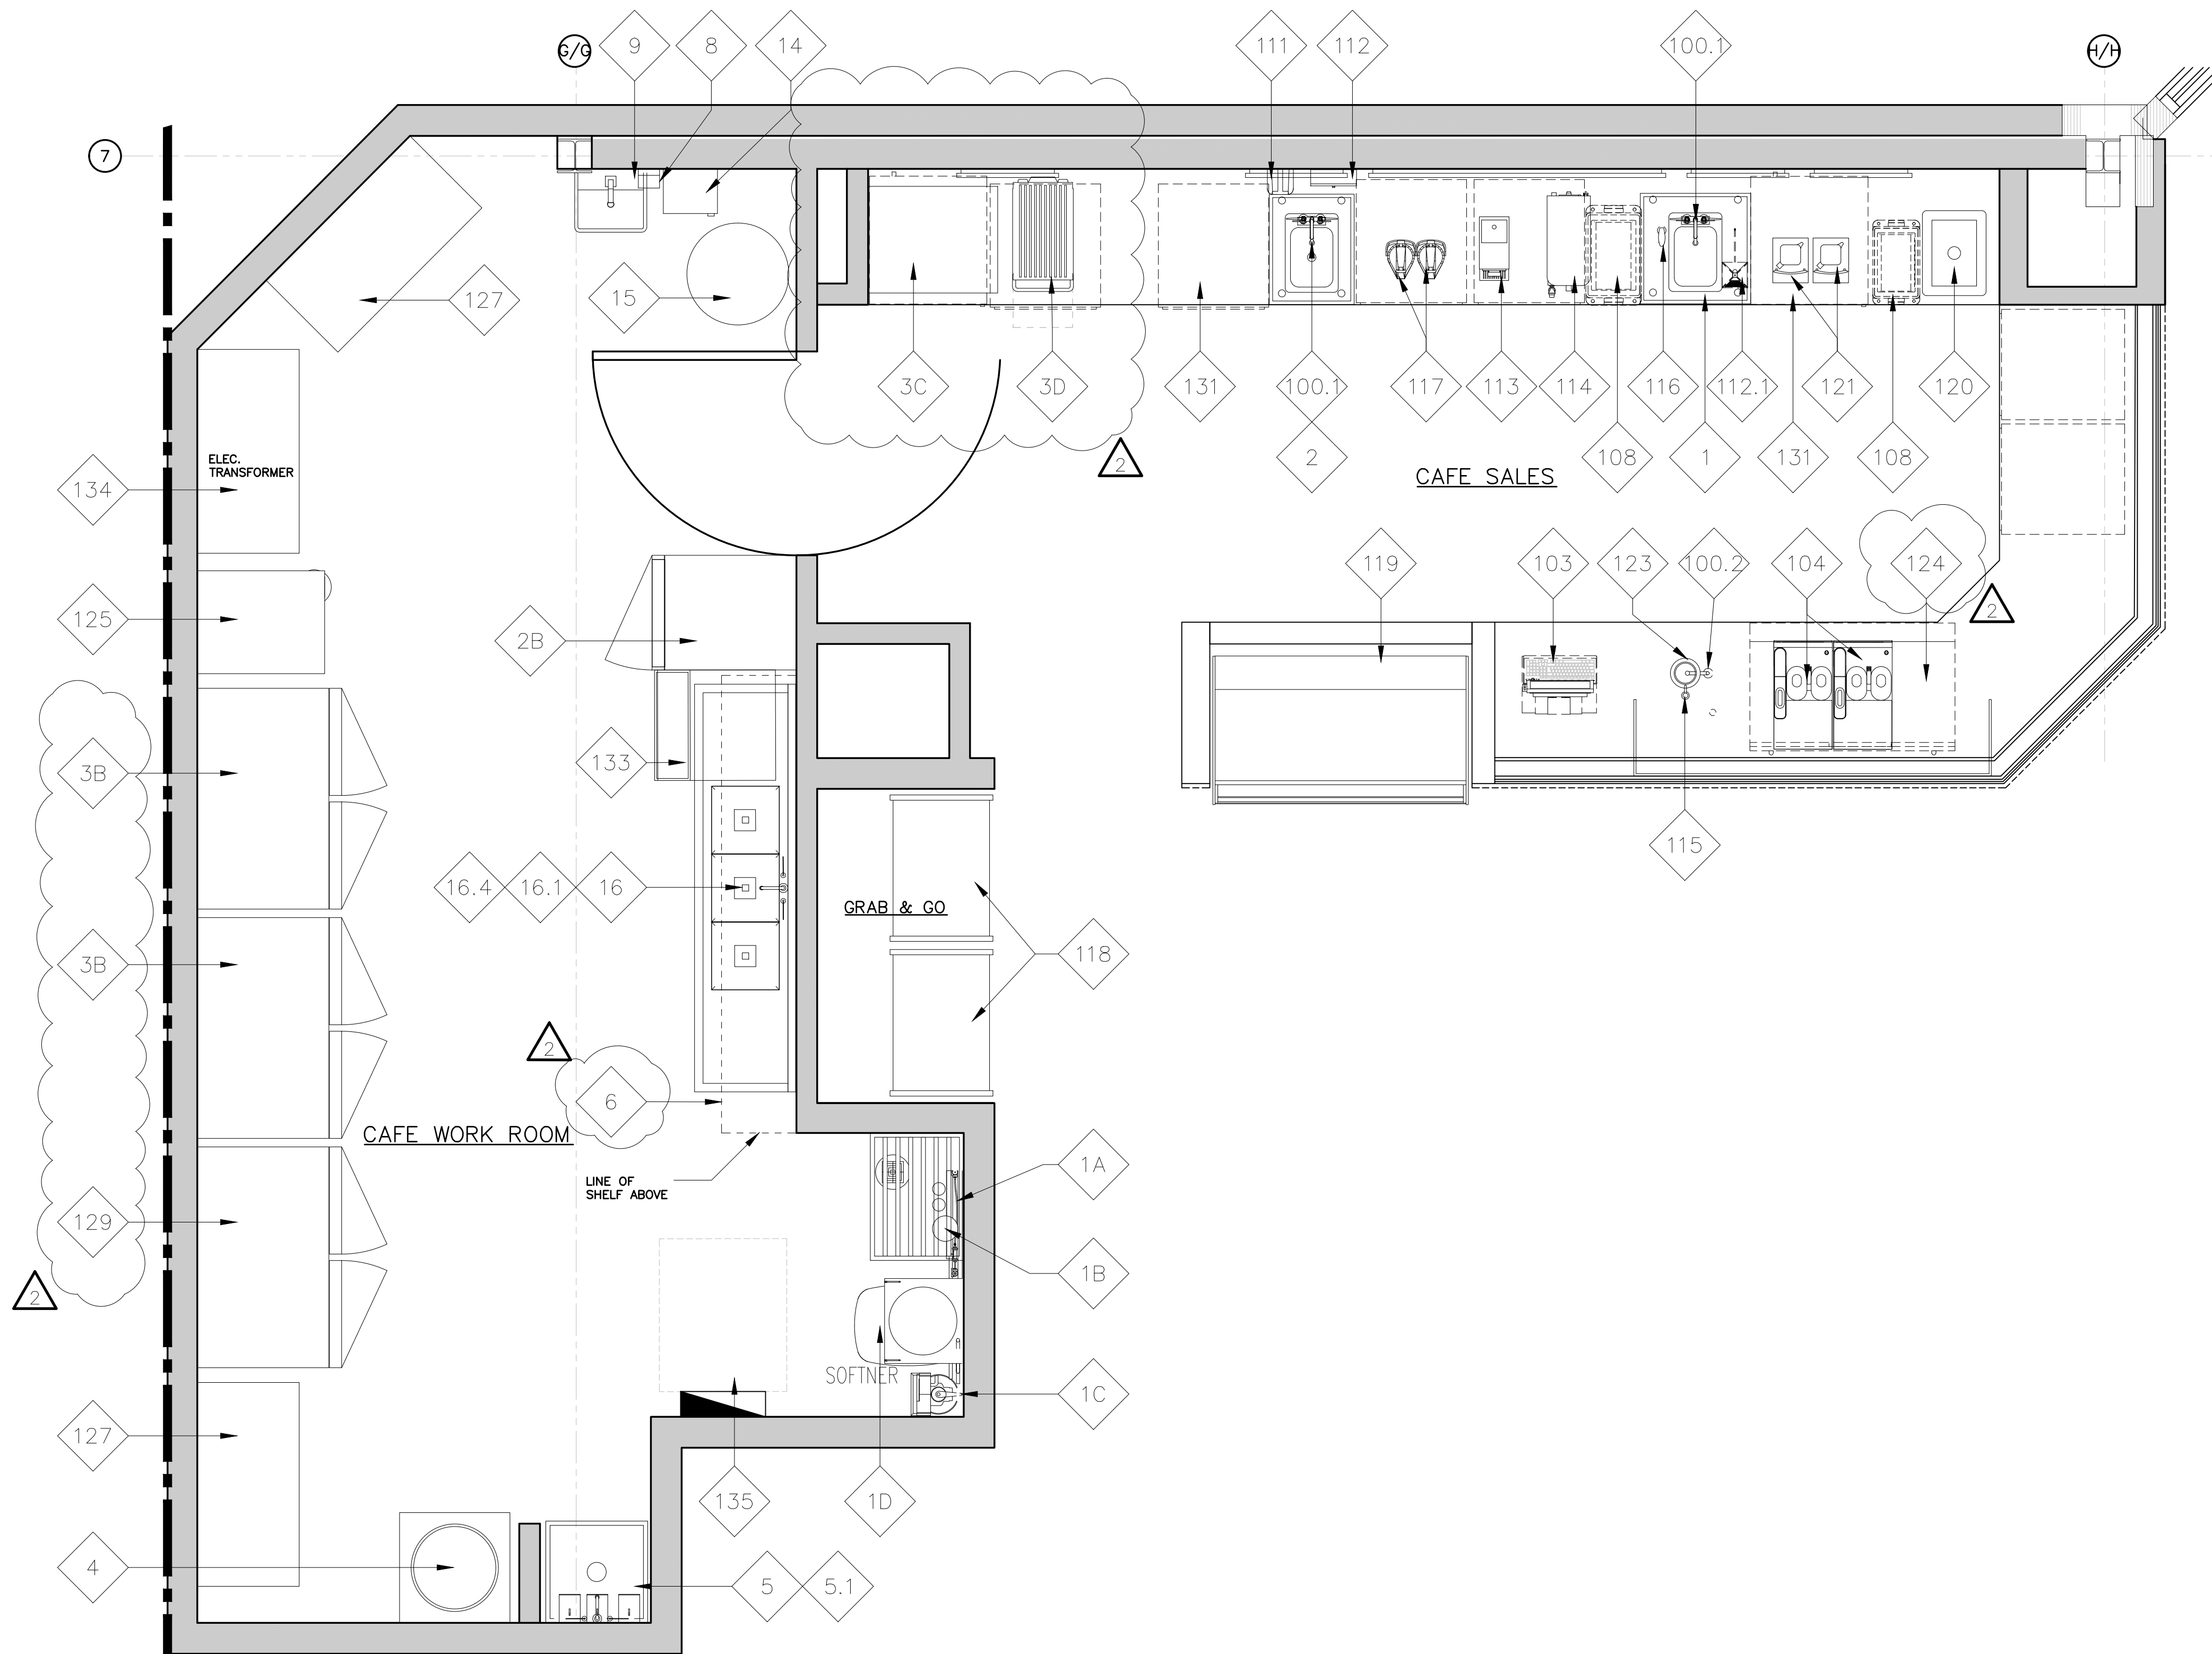 G/G
9
8
14
111
112
100.1
H/H
7
127
15
3C
3D
131
100.1
117
113
114
116
112.1
121
120
2
108
1
131
108
2
CAFE SALES
ELEC.
TRANSFORMER
134
125
2B
119
103
123
100.2
104
124
2
3B
133
115
16.4
16.1
16
GRAB & GO
118
3B
2
6
CAFE WORK ROOM
LINE OF
SHELF ABOVE
1A
129
1B
2
SOFTNER
1C
127
135
1D
4
5
5.1